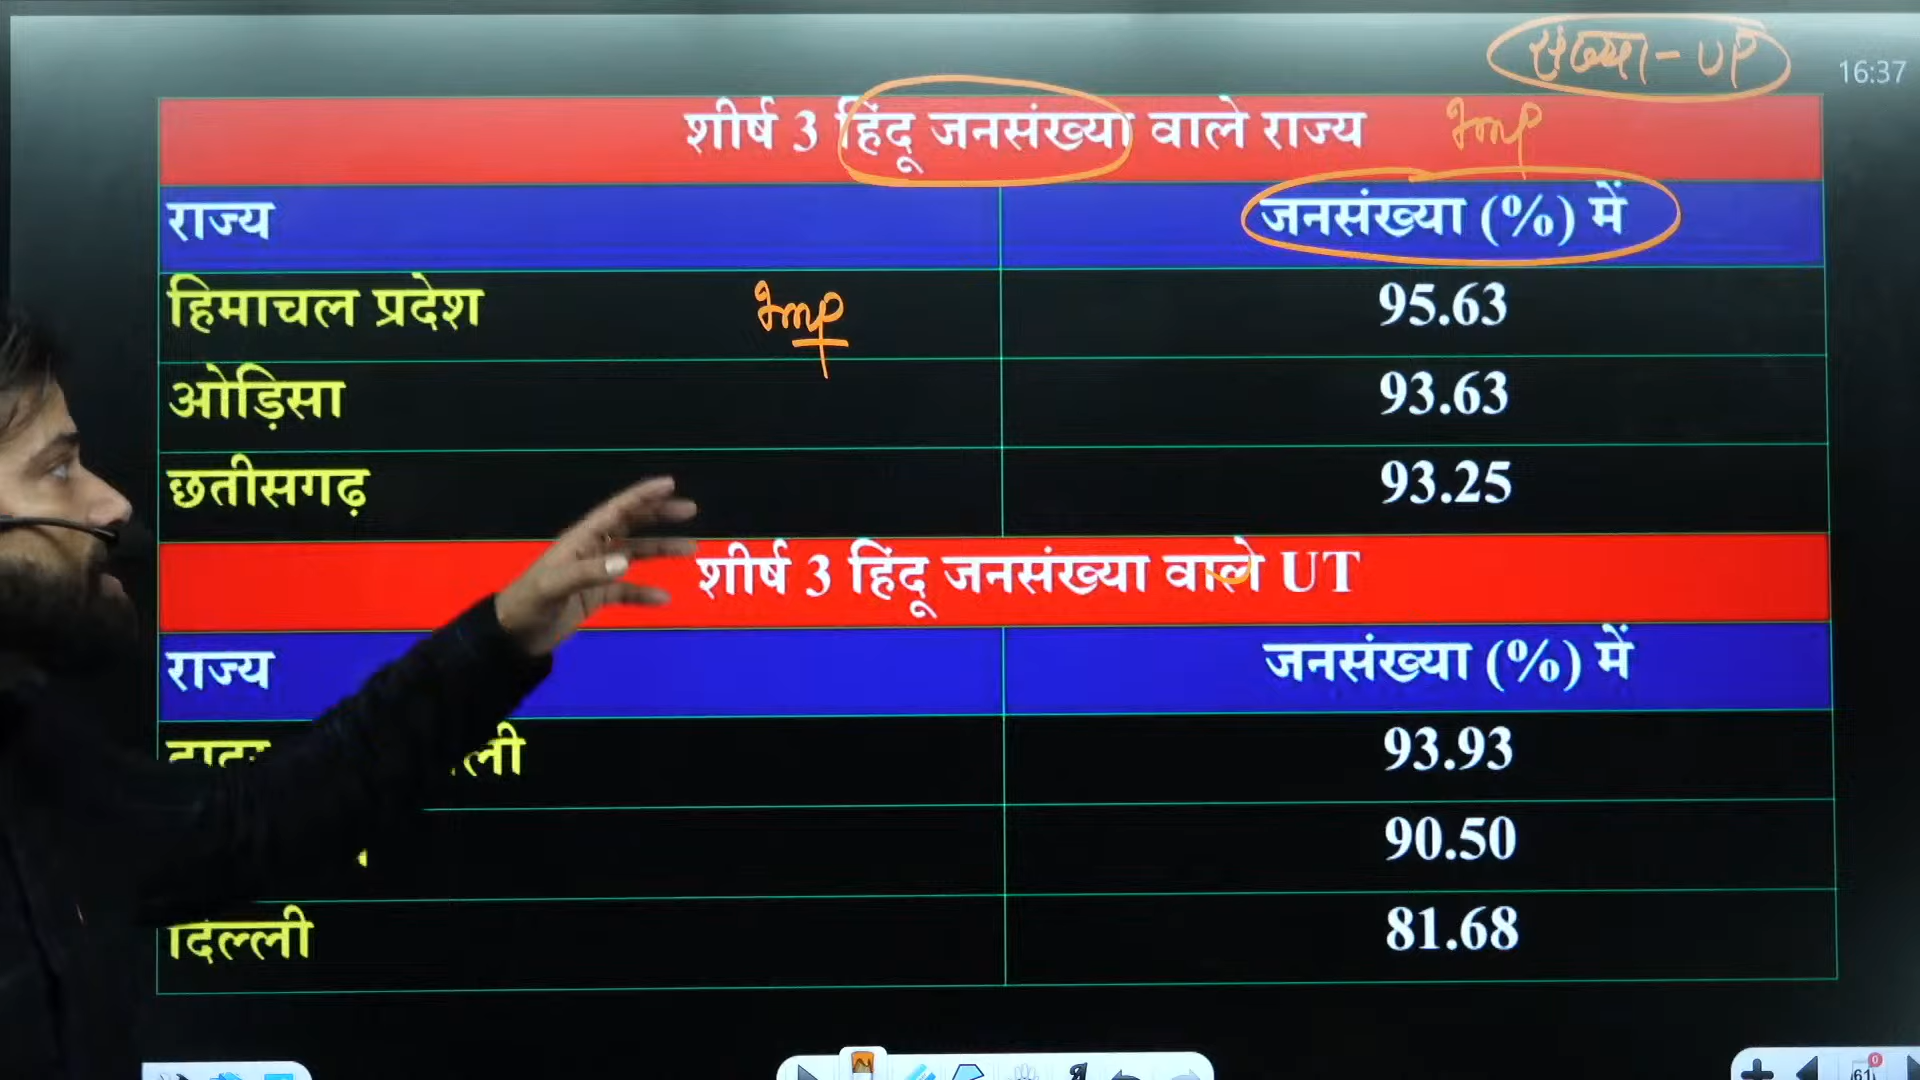 संख्या - UP
16:37
शीर्ष 3 हिंदू जनसंख्या वाले राज्य Imp
राज्य जनसंख्या (%) में
हिमाचल प्रदेश Imp 95.63
ओड़िसा 93.63
छतीसगढ़ 93.25
शीर्ष 3 हिंदू जनसंख्या वाले UT
राज्य जनसंख्या (%) में
93.93
90.50
दिल्ली 81.68
61